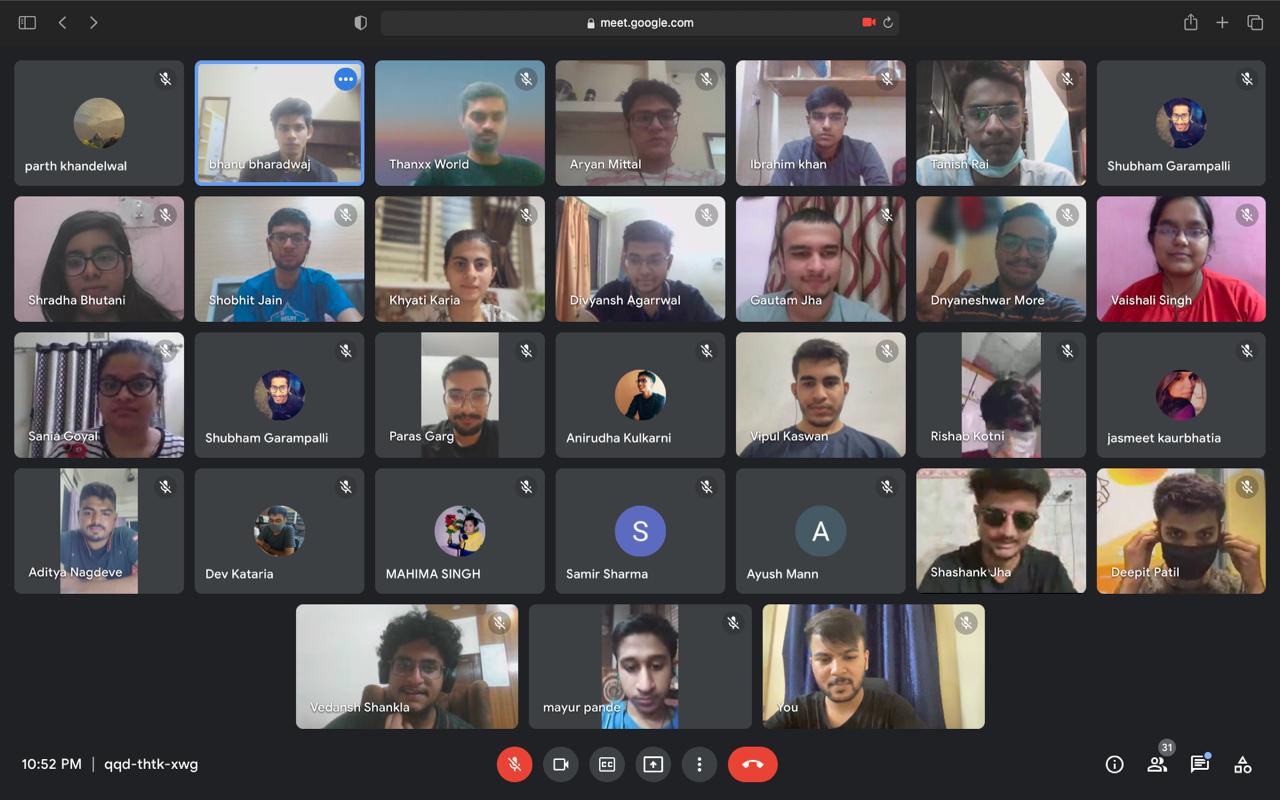 meet.google.com
parth khandelwal
bhanu bharadwaj
Thanxx World
Aryan Mittal
Ibrahim khan
Tanish Rai
Shubham Garampalli
Shradha Bhutani
Shobhit Jain
Khyati Karia
Divyansh Agarrwal
Gautam Jha
Dnyaneshwar More
Vaishali Singh
Sania Goyal
Shubham Garampalli
Paras Garg
Anirudha Kulkarni
Vipul Kaswan
Rishab Kotni
jasmeet kaurbhatia
Aditya Nagdeve
Dev Kataria
MAHIMA SINGH
S
Samir Sharma
A
Ayush Mann
Shashank Jha
Deepit Patil
Vedansh Shankla
mayur pande
You
10:52 PM | qqd-thtk-xwg
CC
31